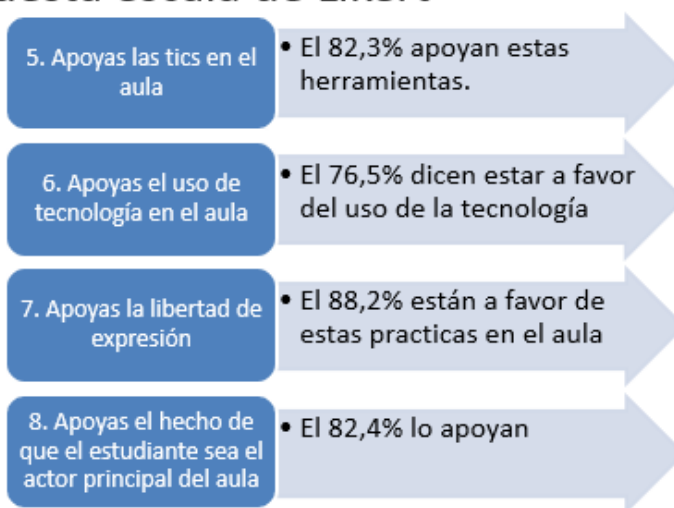 5. Apoyas las tics en el
aula
• El 82,3% apoyan estas
herramientas.
6. Apoyas el uso de
tecnología en el aula
• El 76,5% dicen estar a favor
del uso de la tecnología
7. Apoyas la libertad de
expresión
• El 88,2% están a favor de
estas practicas en el aula
8. Apoyas el hecho de
que el estudiante sea el
actor principal del aula
• El 82,4% lo apoyan